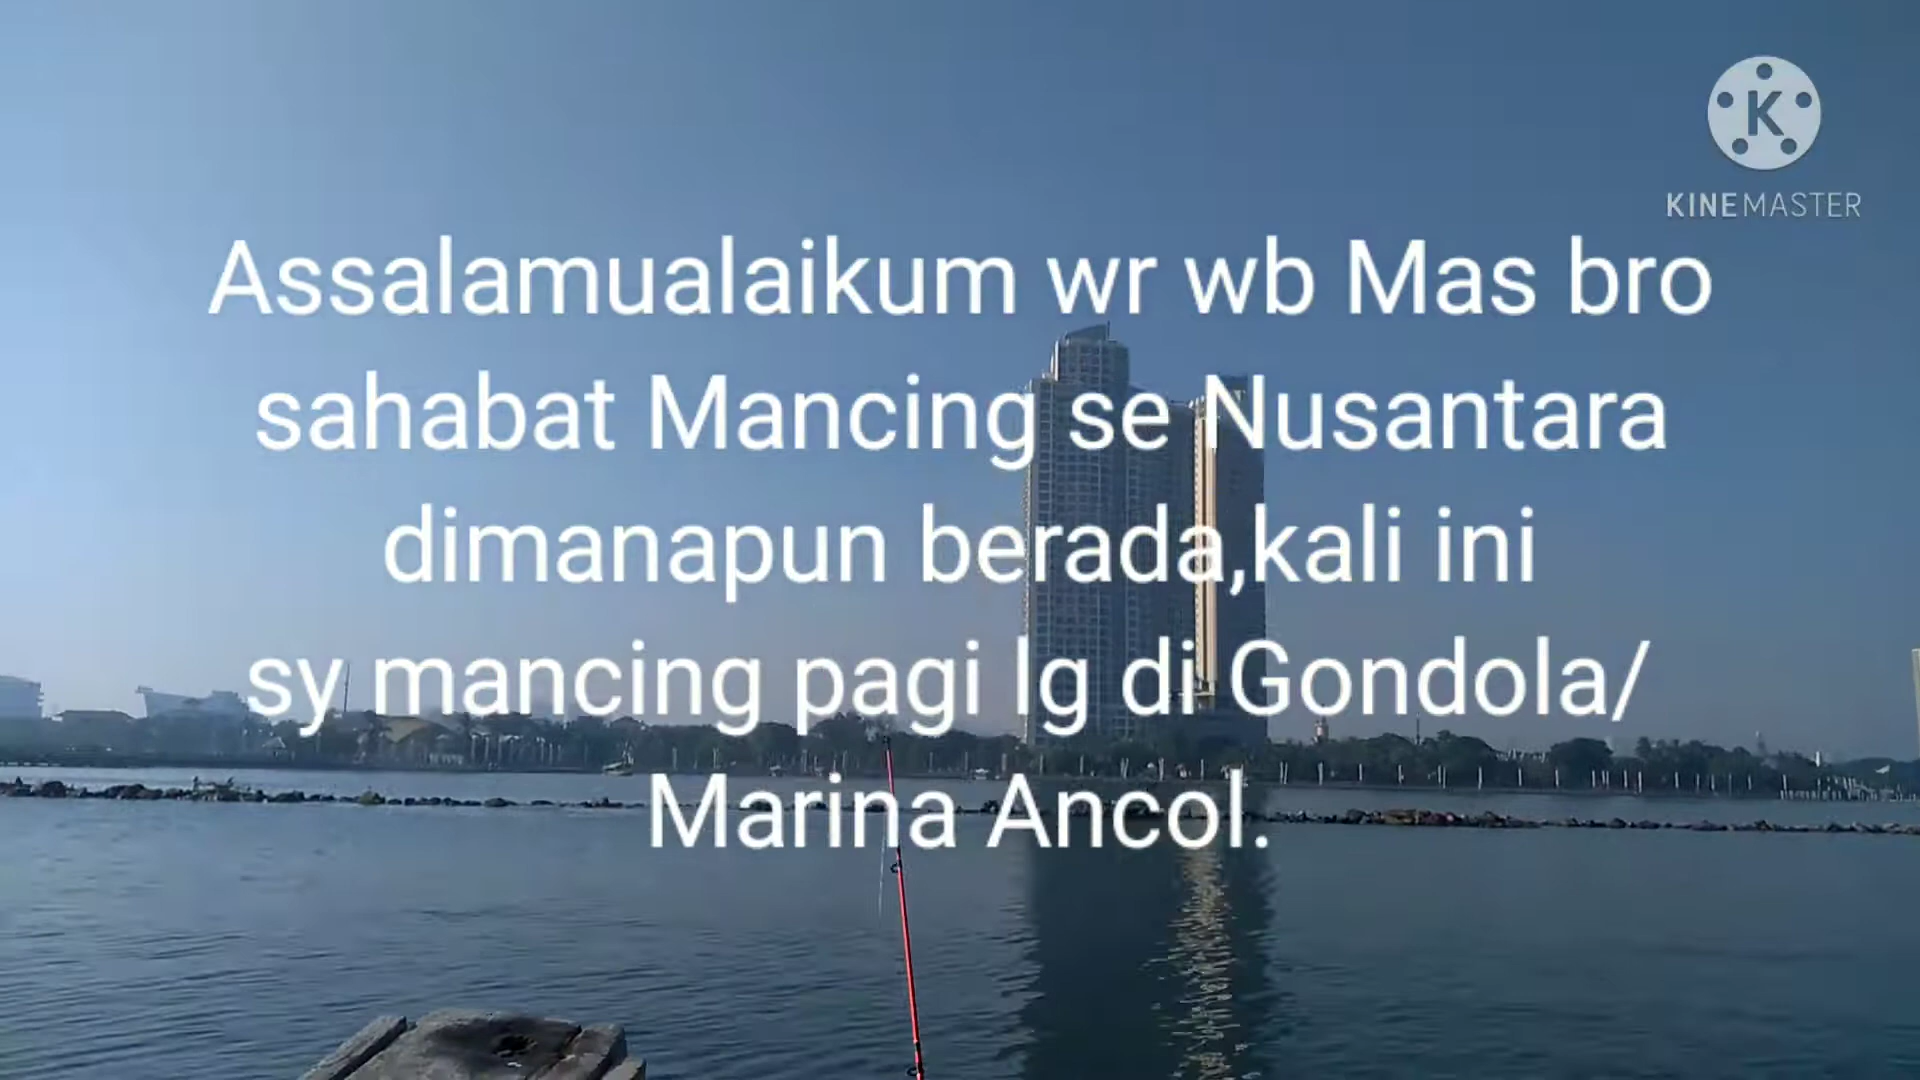 K
KINEMASTER
Assalamualaikum wr wb Mas bro
sahabat Mancing se Nusantara
dimanapun berada,kali ini
sy mancing pagi lg di Gondola/
Marina Ancol.